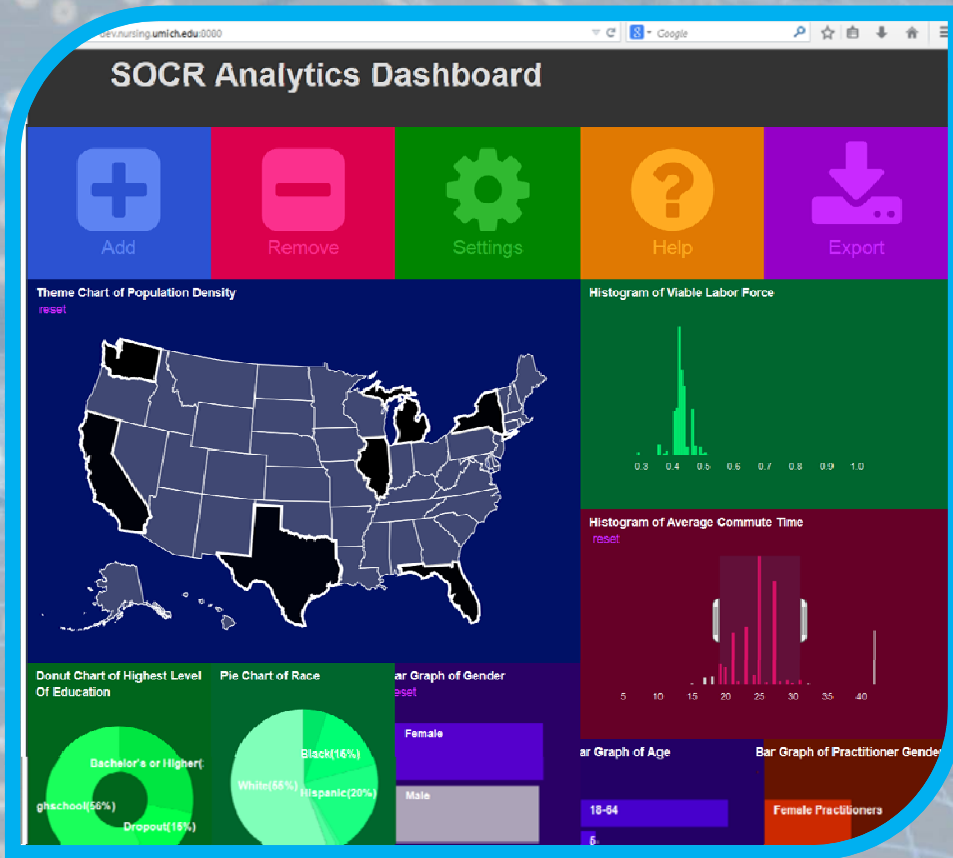 dev.nursing.umich.edu:8080
Google
SOCR Analytics Dashboard
Add
Remove
Settings
Help
Export
Theme Chart of Population Density
reset
Histogram of Viable Labor Force
0.3 0.4 0.5 0.6 0.7 0.8 0.9 1.0
Histogram of Average Commute Time
reset
5 10 15 20 25 30 35 40
Donut Chart of Highest Level
Of Education
Bachelor's or Higher(
ghschool(56%)
Dropout(15%)
Pie Chart of Race
Black(16%)
White(55%)
Hispanic(20%)
ar Graph of Gender
eset
Female
Male
ar Graph of Age
18-64
5-
Bar Graph of Practitioner Gender
Female Practitioners